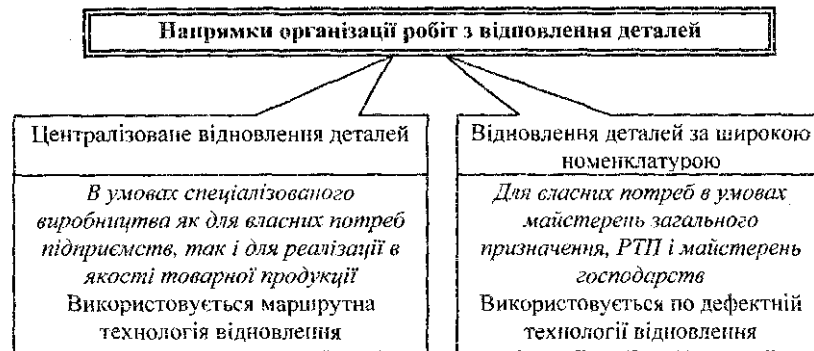 Напрямки організації робіт з відновлення деталей
Централізоване відновлення деталей
В умовах спеціалізованого
виробництва як для власних потреб
підприємств, так і для реалізації в
якості товарної продукції
Використовується маршрутна
технологія відновлення
Відновлення деталей за широкою
номенклатурою
Для власних потреб в умовах
майстерень загального
призначення, РТП і майстерень
господарств
Використовується по дефектній
технології відновлення